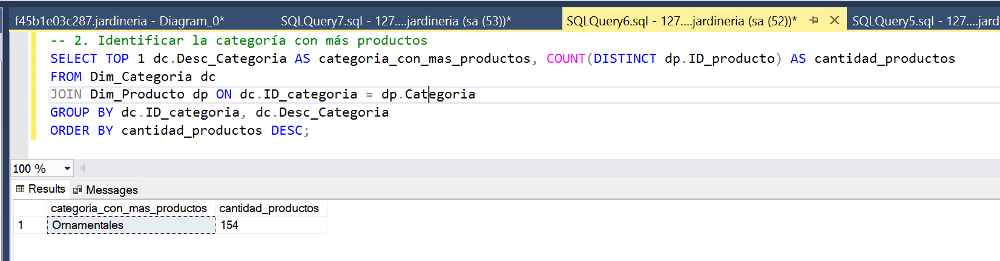 f45b1e03c287.jardineria - Diagram_0* SQLQuery7.sql - 127....jardineria (sa (53))* SQLQuery6.sql - 127....jardineria (sa (52))* SQLQuery5.sql - 127....jard
-- 2. Identificar la categoría con más productos
SELECT TOP 1 dc.Desc_Categoria AS categoria_con_mas_productos, COUNT(DISTINCT dp.ID_producto) AS cantidad_productos
FROM Dim_Categoria dc
JOIN Dim_Producto dp ON dc.ID_categoria = dp.Categoria
GROUP BY dc.ID_categoria, dc.Desc_Categoria
ORDER BY cantidad_productos DESC;
100 %
Results Messages
categoria_con_mas_productos cantidad_productos
1 Ornamentales 154